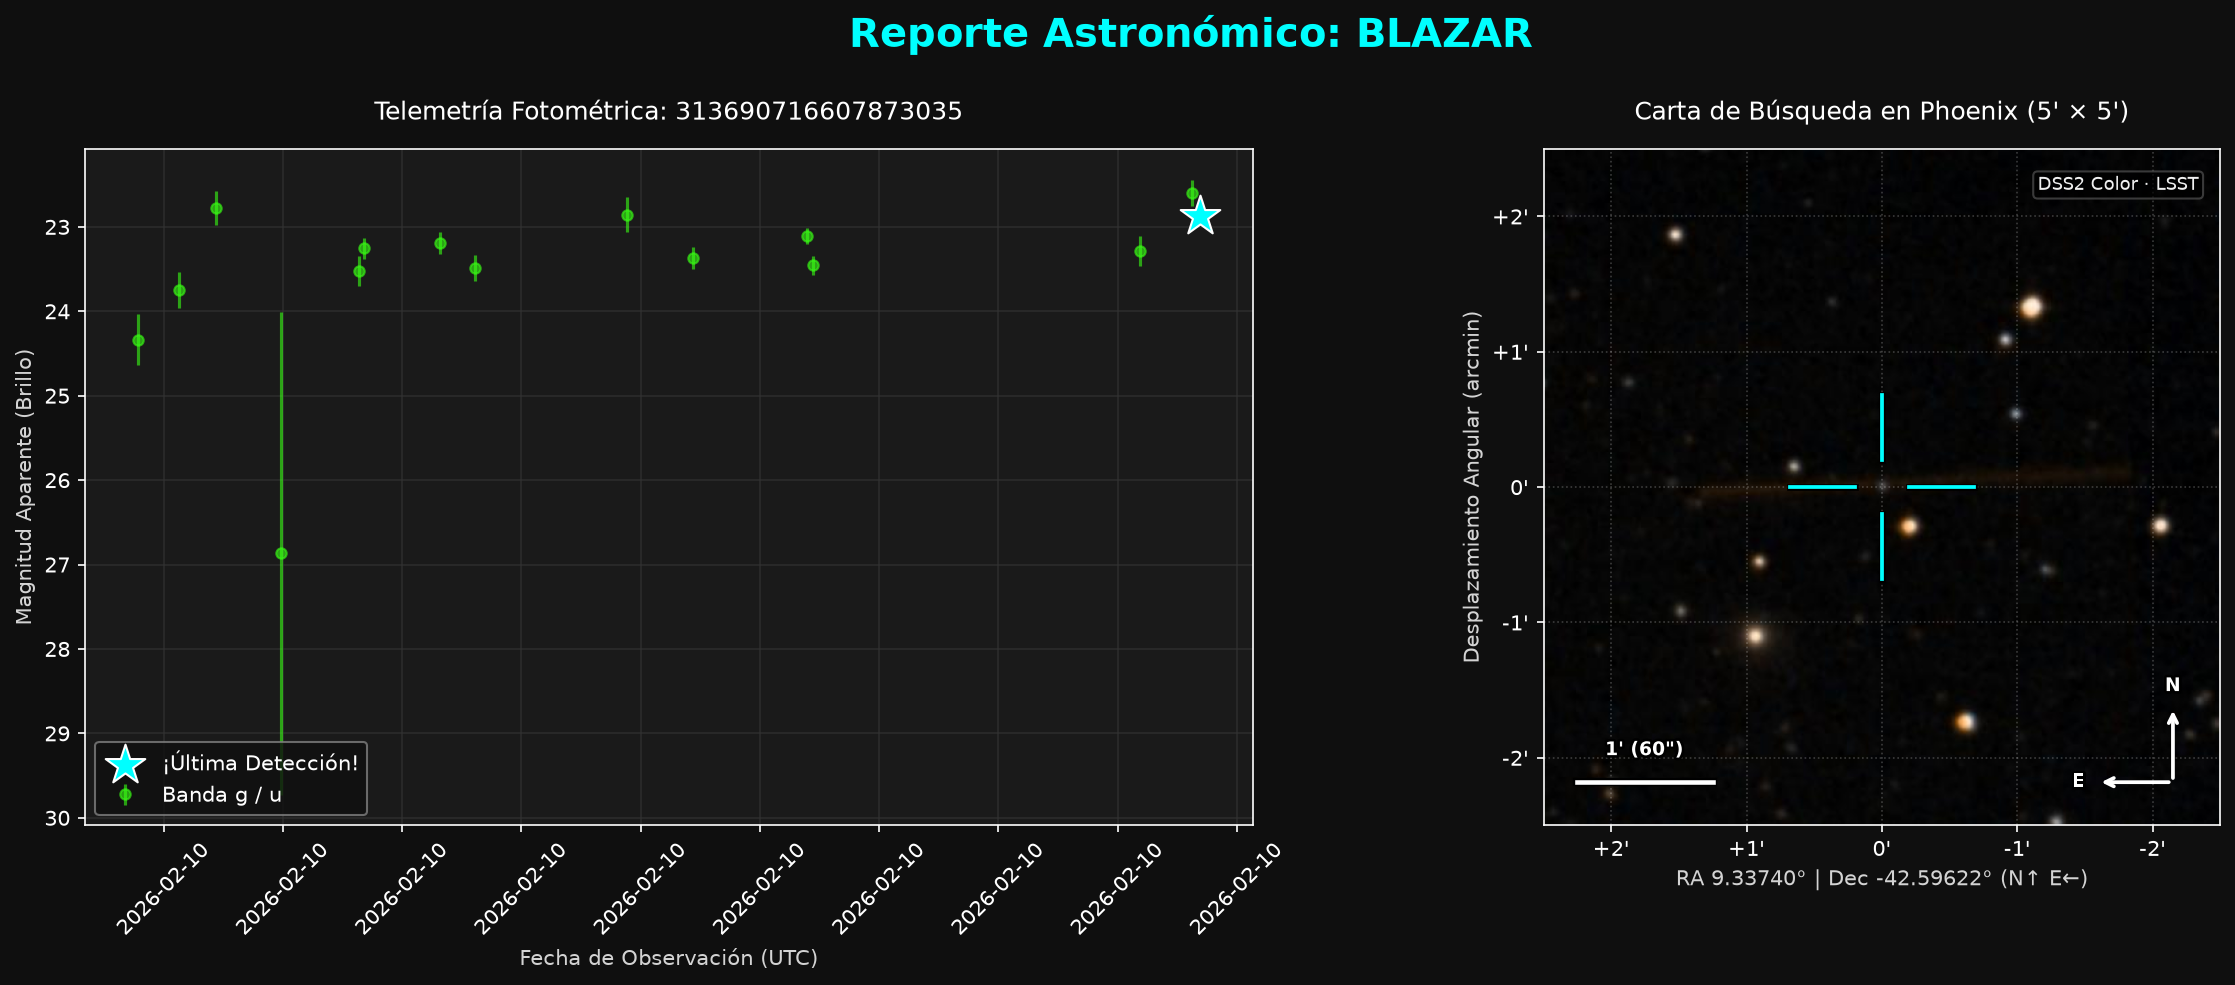 Reporte Astronómico: BLAZAR
Telemetría Fotométrica: 313690716607873035
Magnitud Aparente (Brillo)
23
24
25
26
27
28
29
30
¡Última Detección!
Banda g / u
2026-02-10
2026-02-10
2026-02-10
2026-02-10
2026-02-10
2026-02-10
2026-02-10
2026-02-10
2026-02-10
2026-02-10
Fecha de Observación (UTC)
Carta de Búsqueda en Phoenix (5' × 5')
DSS2 Color · LSST
Desplazamiento Angular (arcmin)
+2'
+1'
0'
-1'
-2'
N
E
1' (60")
+2'
+1'
0'
-1'
-2'
RA 9.33740° | Dec -42.59622° (N↑ E←)